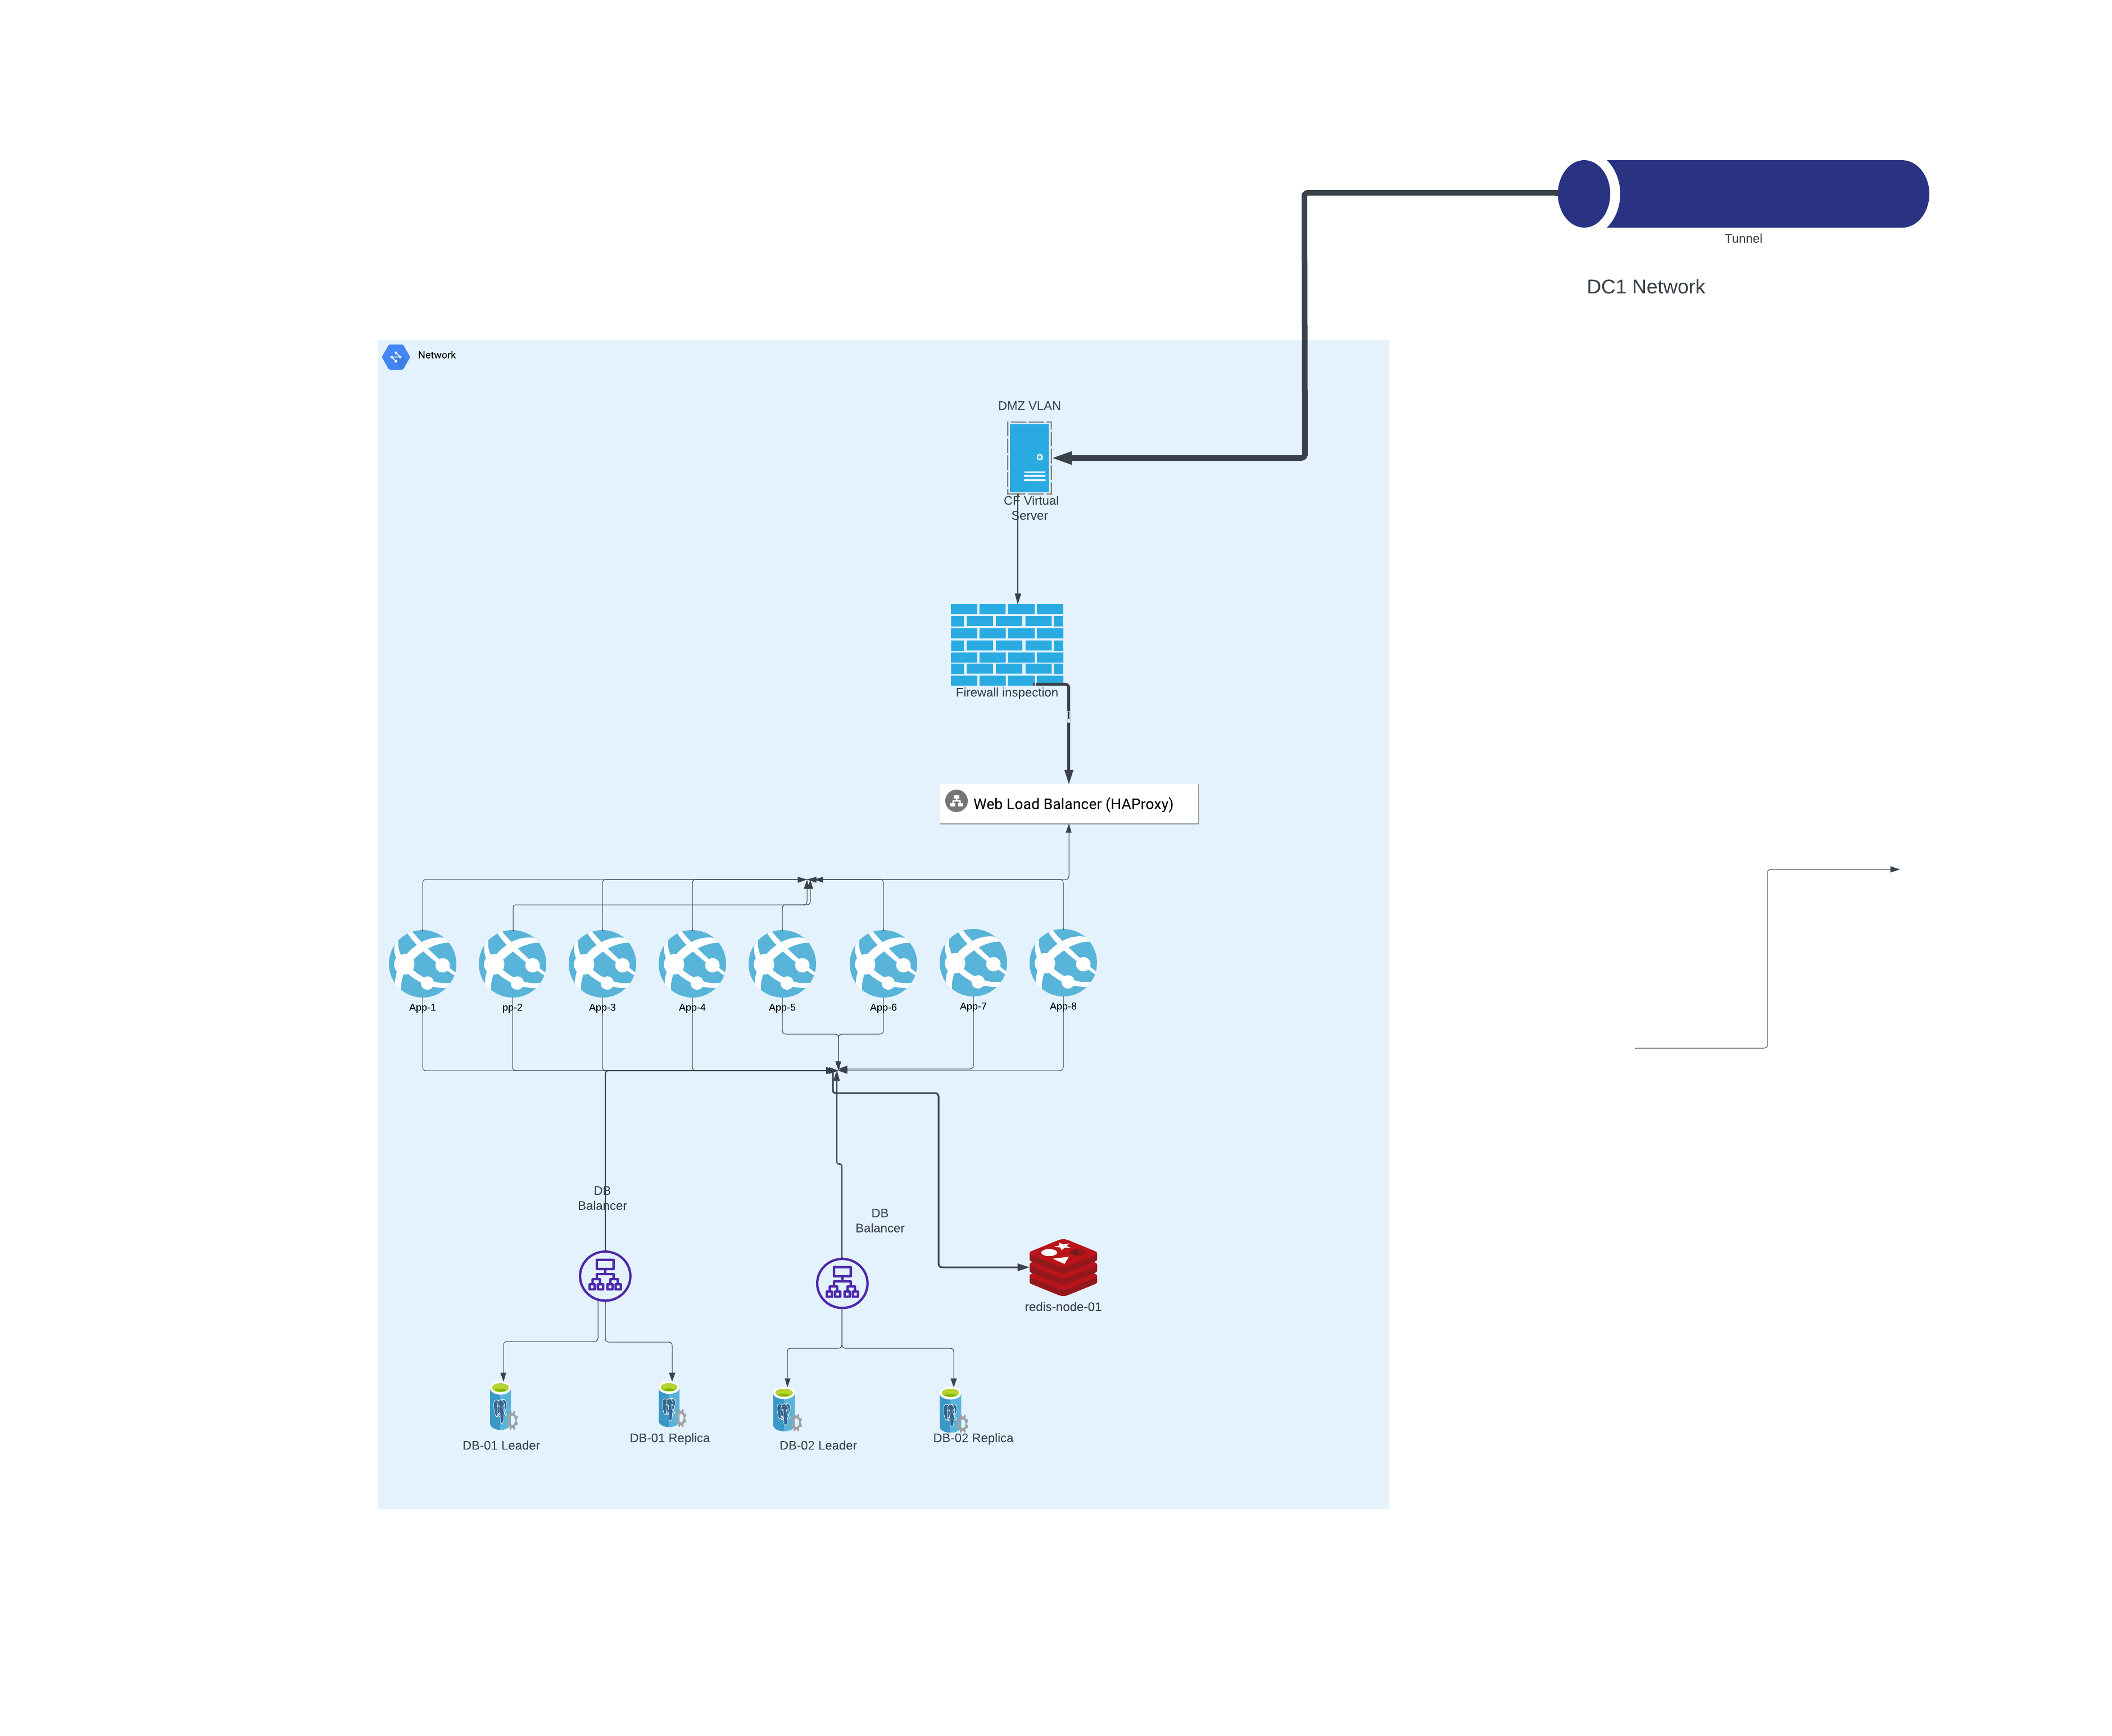 Tunnel
DC1 Network
Network
DMZ VLAN
CF Virtual
Server
Firewall inspection
Web Load Balancer (HAProxy)
App-1
pp-2
App-3
App-4
App-5
App-6
App-7
App-8
DB
Balancer
DB
Balancer
redis-node-01
DB-01 Leader
DB-01 Replica
DB-02 Leader
DB-02 Replica